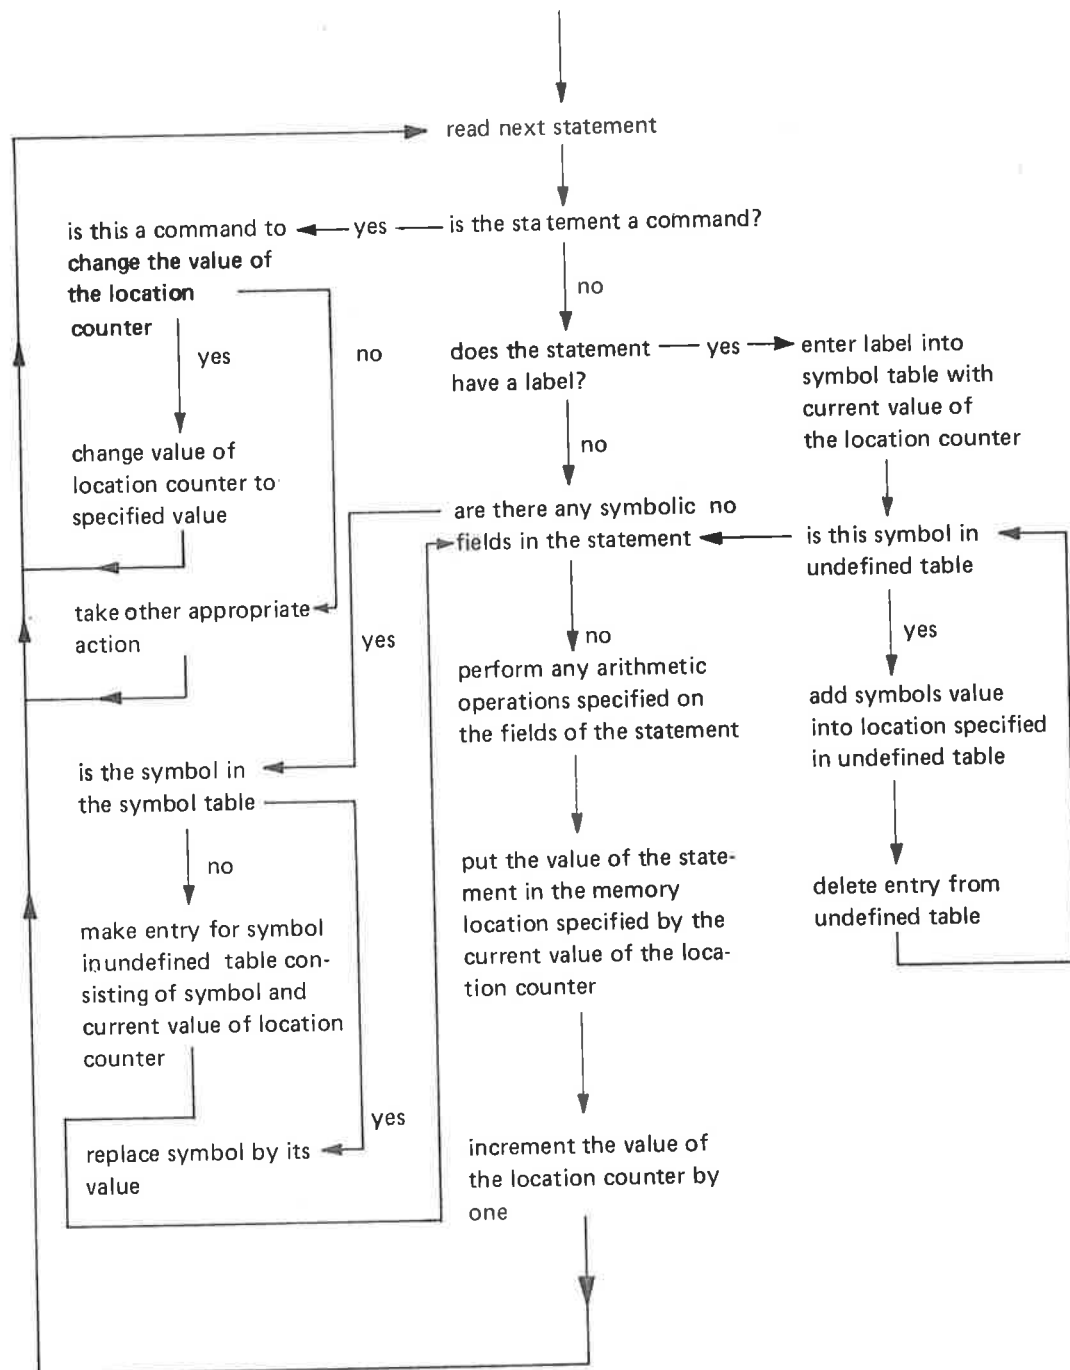 read next statement
is the statement a command?
yes
is this a command to
change the value of
the location
counter
no
yes
no
does the statement
have a label?
yes
enter label into
symbol table with
current value of
the location counter
no
change value of
location counter to
specified value
are there any symbolic
fields in the statement
no
is this symbol in
undefined table
take other appropriate
action
yes
no
yes
perform any arithmetic
operations specified on
the fields of the statement
add symbols value
into location specified
in undefined table
is the symbol in
the symbol table
no
put the value of the state-
ment in the memory
location specified by the
current value of the loca-
tion counter
delete entry from
undefined table
make entry for symbol
in undefined table con-
sisting of symbol and
current value of location
counter
yes
replace symbol by its
value
increment the value of
the location counter by
one